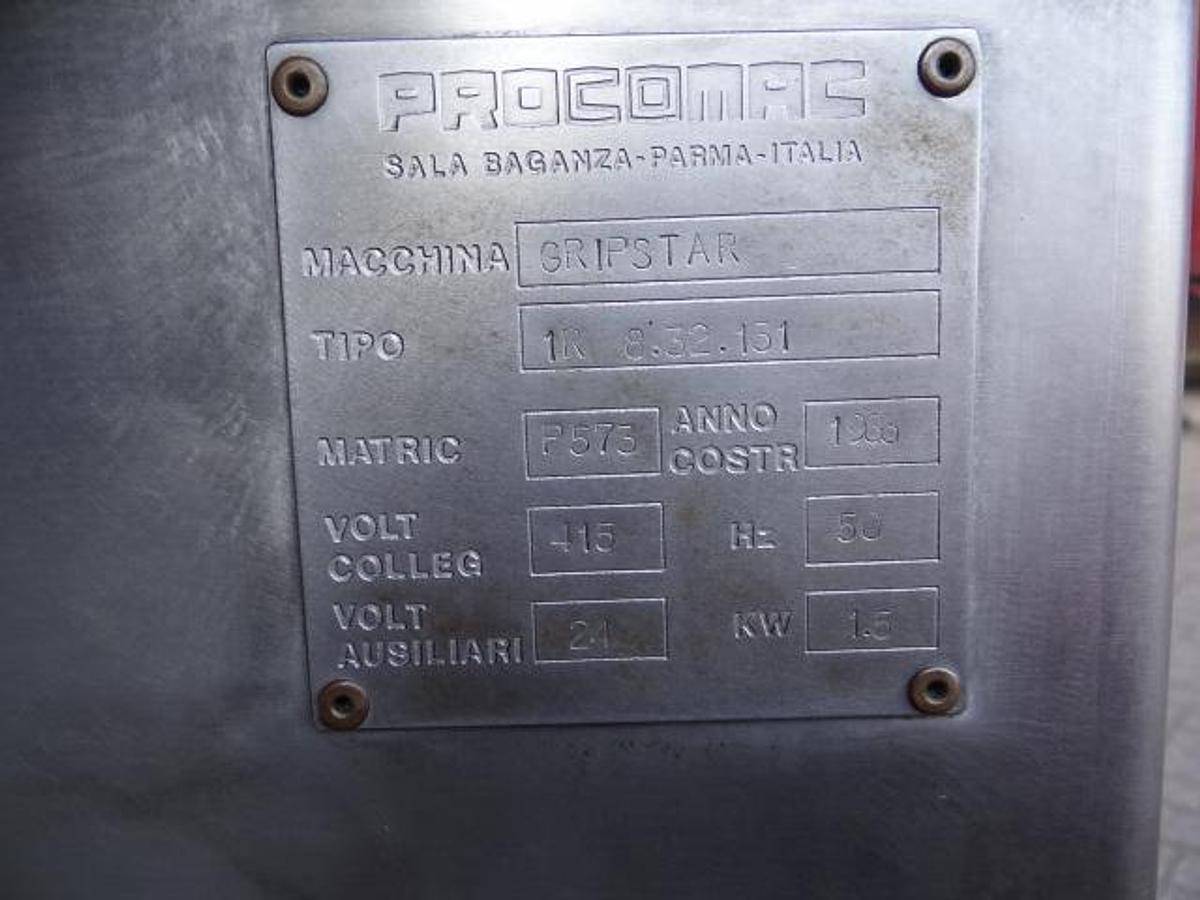 PROCOMAC
SALA BAGANZA-PARMA-ITALIA
MACCHINA GRIPSTAR
TIPO 1R 8.32.151
MATRIC P573 ANNO COSTR
VOLT COLLEG 415 Hz 50
VOLT AUSILIARI 24 KW 1.5